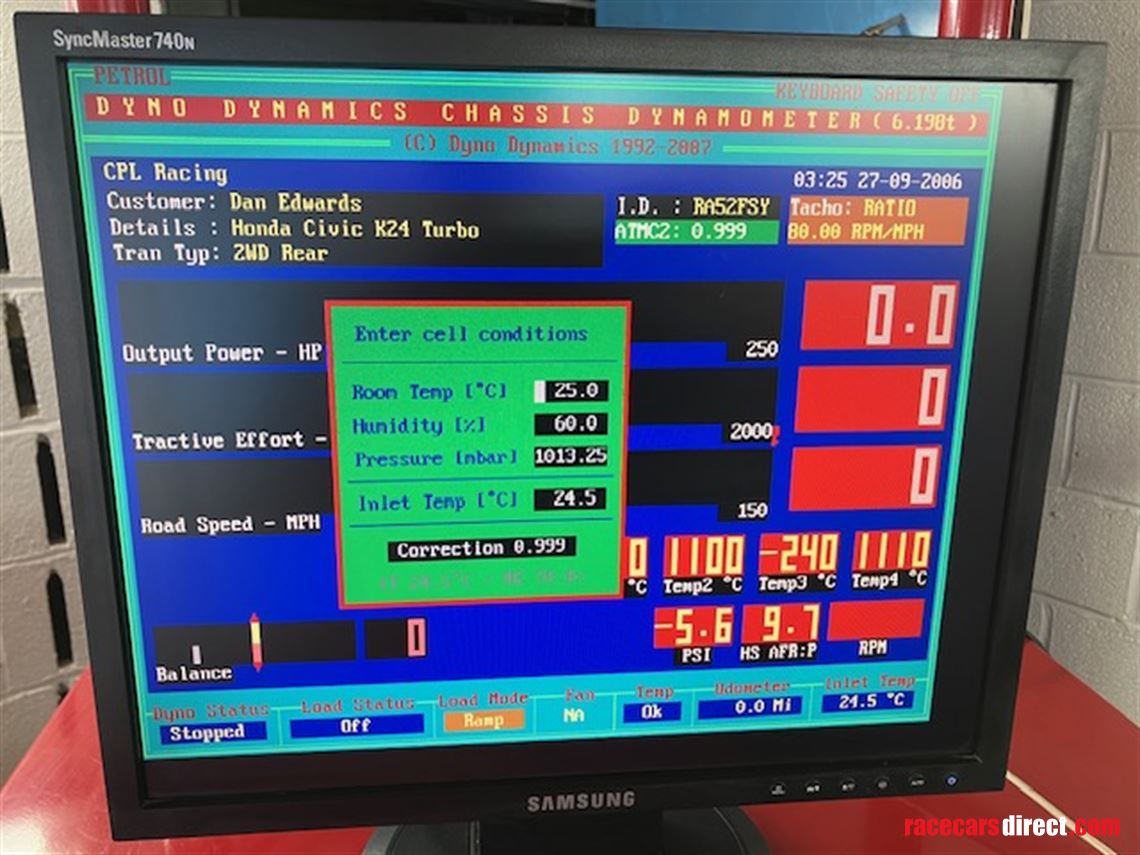 SyncMaster 740N
PETROL
KEYBOARD SAFETY OFF
DYNO DYNAMICS CHASSIS DYNAMOMETER(6.198t)
(C) Dyno Dynamics 1992-2007
CPL Racing
03:25 27-09-2006
Customer: Dan Edwards
I.D. : RA52FSY
Tacho: RATIO
Details : Honda Civic K24 Turbo
ATMC2: 0.999
80.00 RPM/MPH
Tran Typ: 2WD Rear
Enter cell conditions
0.0
Output Power - HP
250
Room Temp [°C] 25.0
Humidity [%] 60.0
0
Tractive Effort -
2000
Pressure [mbar] 1013.25
0
Inlet Temp [°C] 24.5
Road Speed - MPH
150
Correction 0.999
0 1100 -240 1110
°C Temp2 °C Temp3 °C Temp4 °C
0
-5.6 9.7
PSI HS AFR:P RPM
Balance
Dyno Status Load Status Load Mode Fan Temp Odometer Inlet Temp
Stopped Off Ramp NA Ok 0.0 Mi 24.5 °C
SAMSUNG
racecarsdirect.com